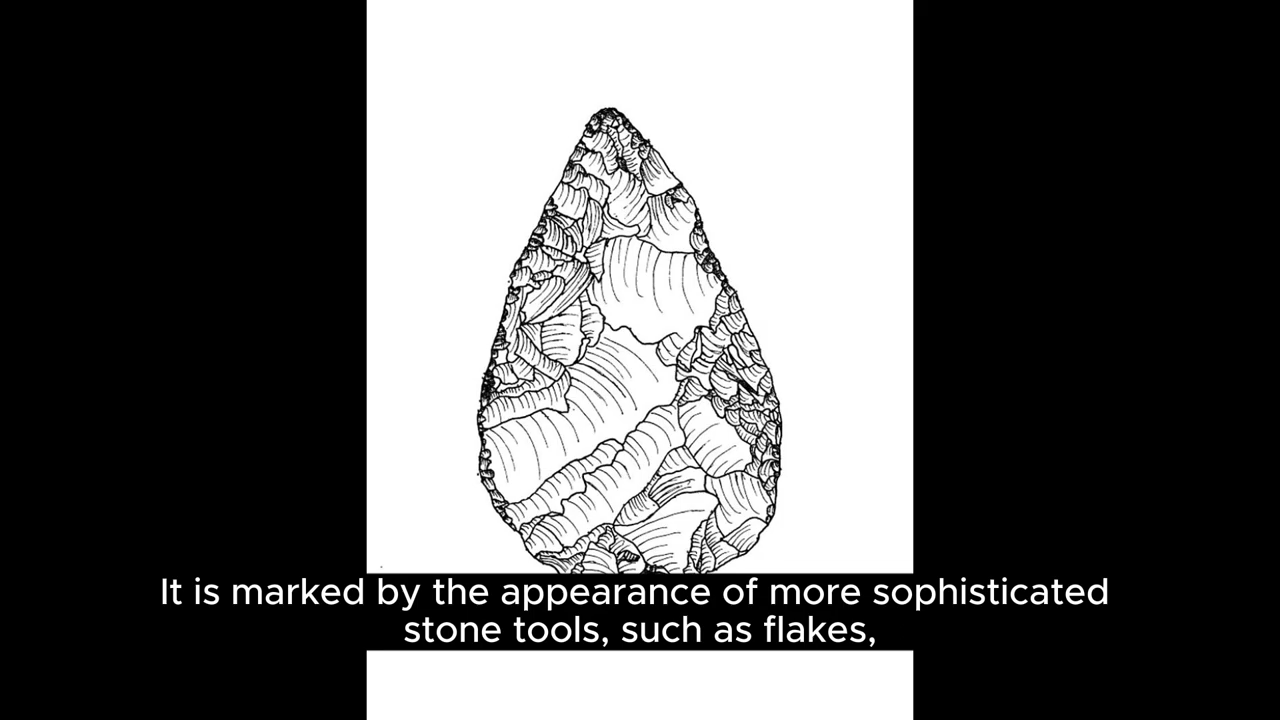 It is marked by the appearance of more sophisticated
stone tools, such as flakes,